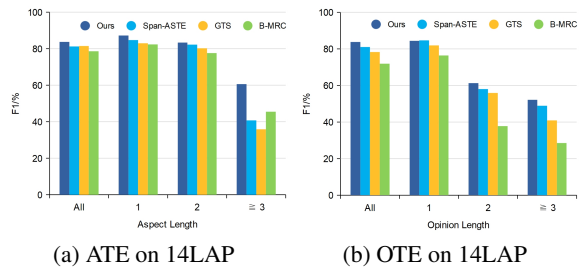 Ours Span-ASTE GTS B-MRC
100
80
60
40
20
0
F1/%
All 1 2 ≧ 3
Aspect Length
(a) ATE on 14LAP
Ours Span-ASTE GTS B-MRC
100
80
60
40
20
0
F1/%
All 1 2 ≧ 3
Opinion Length
(b) OTE on 14LAP